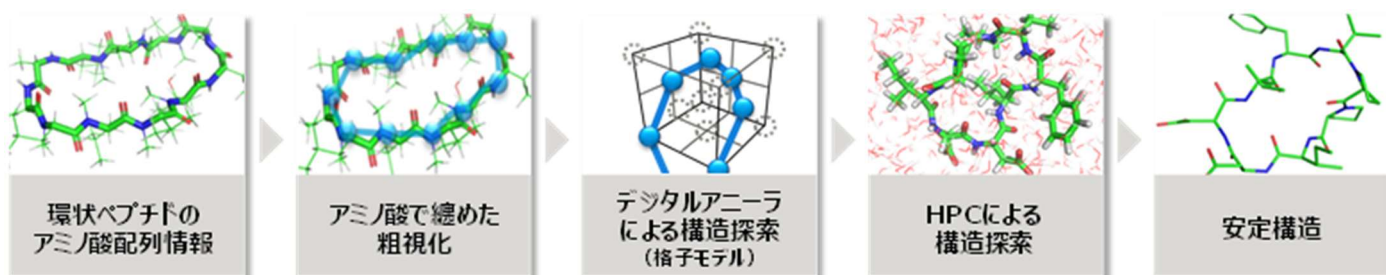 環状ペプチドの
アミノ酸配列情報
アミノ酸で纏めた
粗視化
デジタルアニーラ
による構造探索
(格子モデル)
HPCによる
構造探索
安定構造